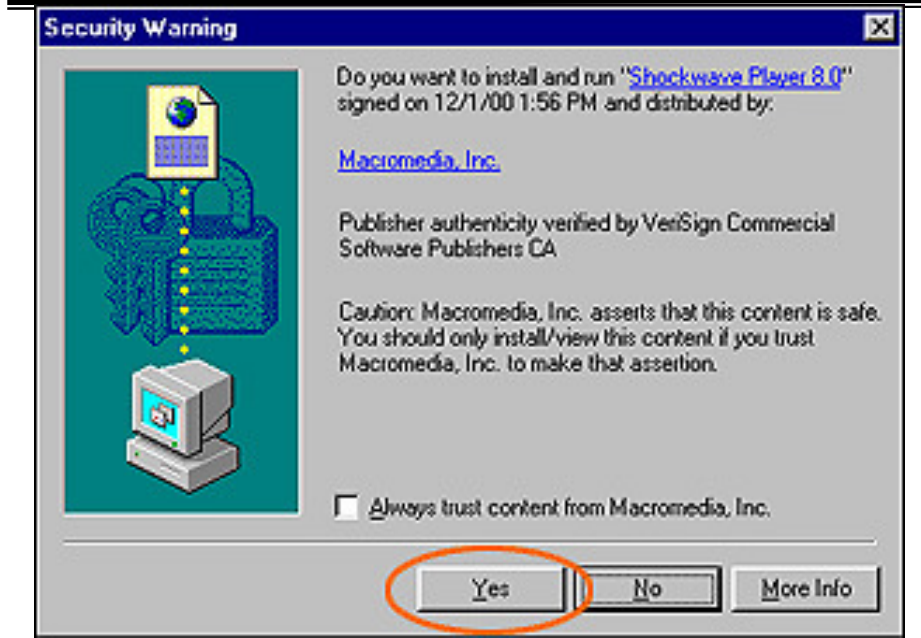 Security Warning
Do you want to install and run "Shockwave Player 8.0"
signed on 12/1/00 1:56 PM and distributed by:
Macromedia, Inc.
Publisher authenticity verified by VeriSign Commercial
Software Publishers CA
Caution: Macromedia, Inc. asserts that this content is safe.
You should only install/view this content if you trust
Macromedia, Inc. to make that assertion.
Always trust content from Macromedia, Inc.
Yes No More Info